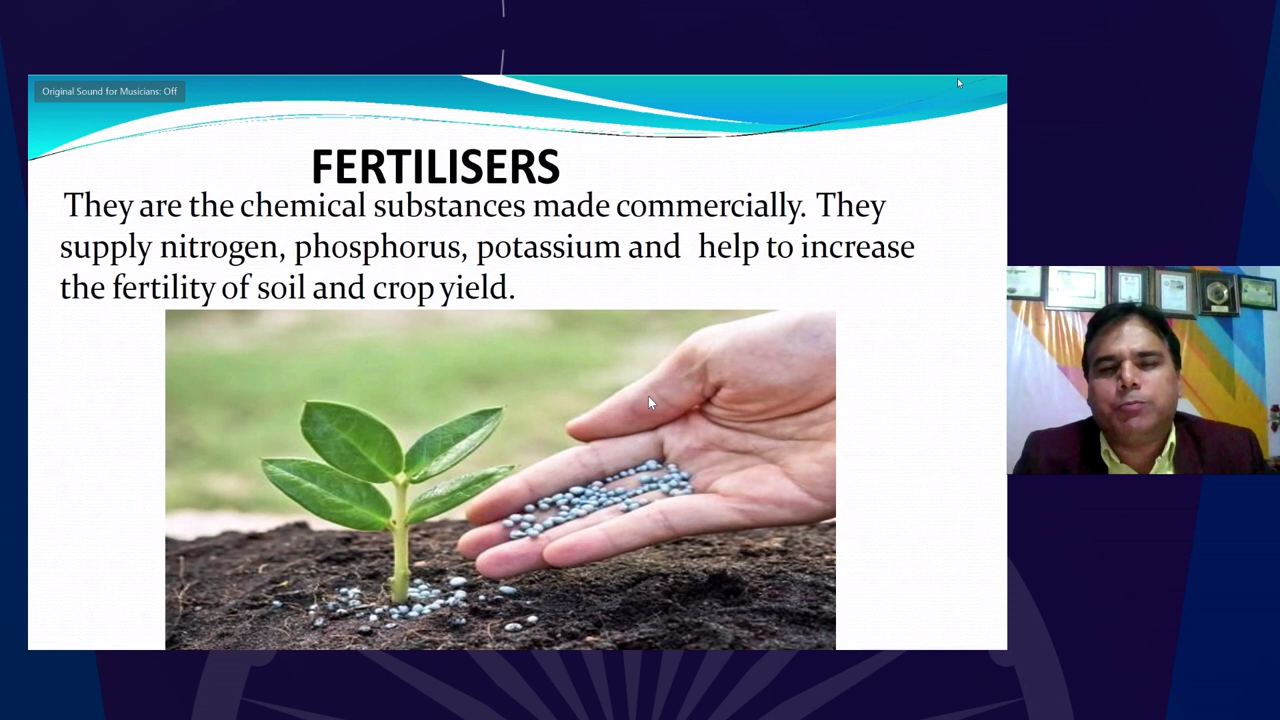 Original Sound for Musicians: Off
FERTILISERS
They are the chemical substances made commercially. They
supply nitrogen, phosphorus, potassium and help to increase
the fertility of soil and crop yield.